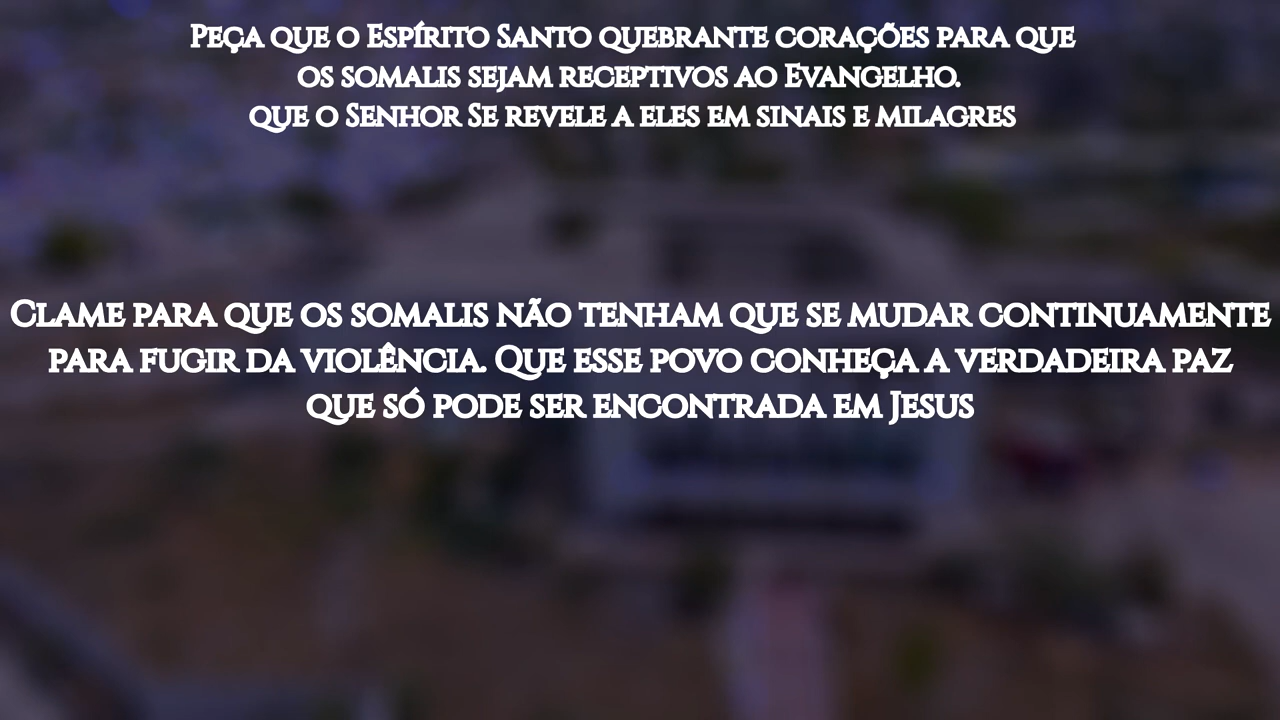 Peça que o Espírito Santo quebrante corações para que
os somalis sejam receptivos ao Evangelho.
que o Senhor Se revele a eles em sinais e milagres
Clame para que os somalis não tenham que se mudar continuamente
para fugir da violência. Que esse povo conheça a verdadeira paz
que só pode ser encontrada em Jesus